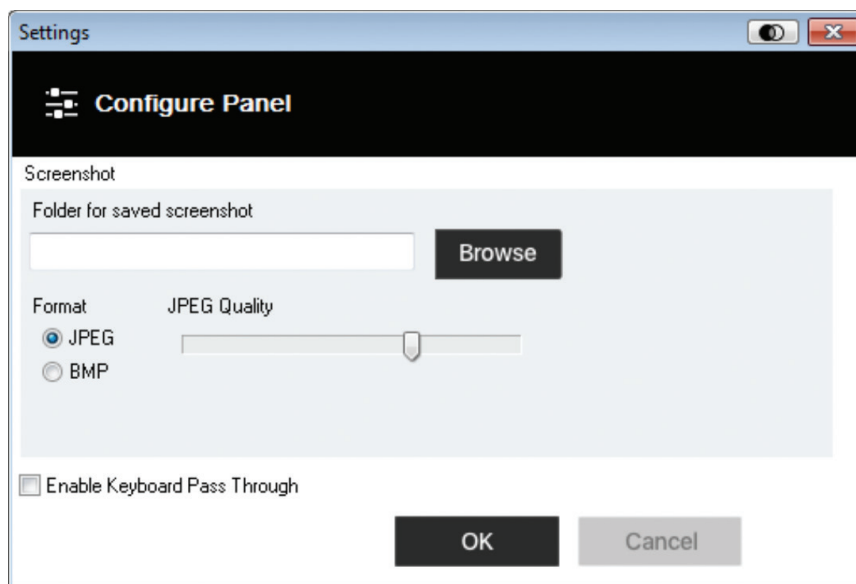 Settings
Configure Panel
Screenshot
Folder for saved screenshot
Browse
Format JPEG Quality
JPEG
BMP
Enable Keyboard Pass Through
OK Cancel